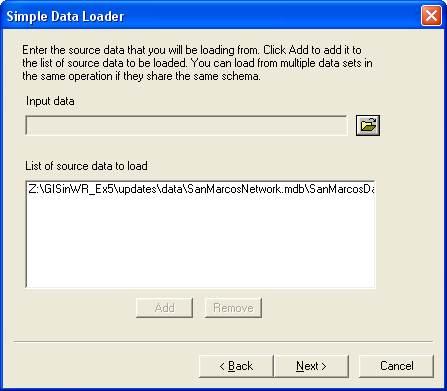 Simple Data Loader
Enter the source data that you will be loading from. Click Add to add it to
the list of source data to be loaded. You can load from multiple data sets in
the same operation if they share the same schema.
Input data
List of source data to load
Z:\GISinWR_Ex5\updates\data\SanMarcosNetwork.mdb\SanMarcosDa
Add
Remove
< Back
Next >
Cancel